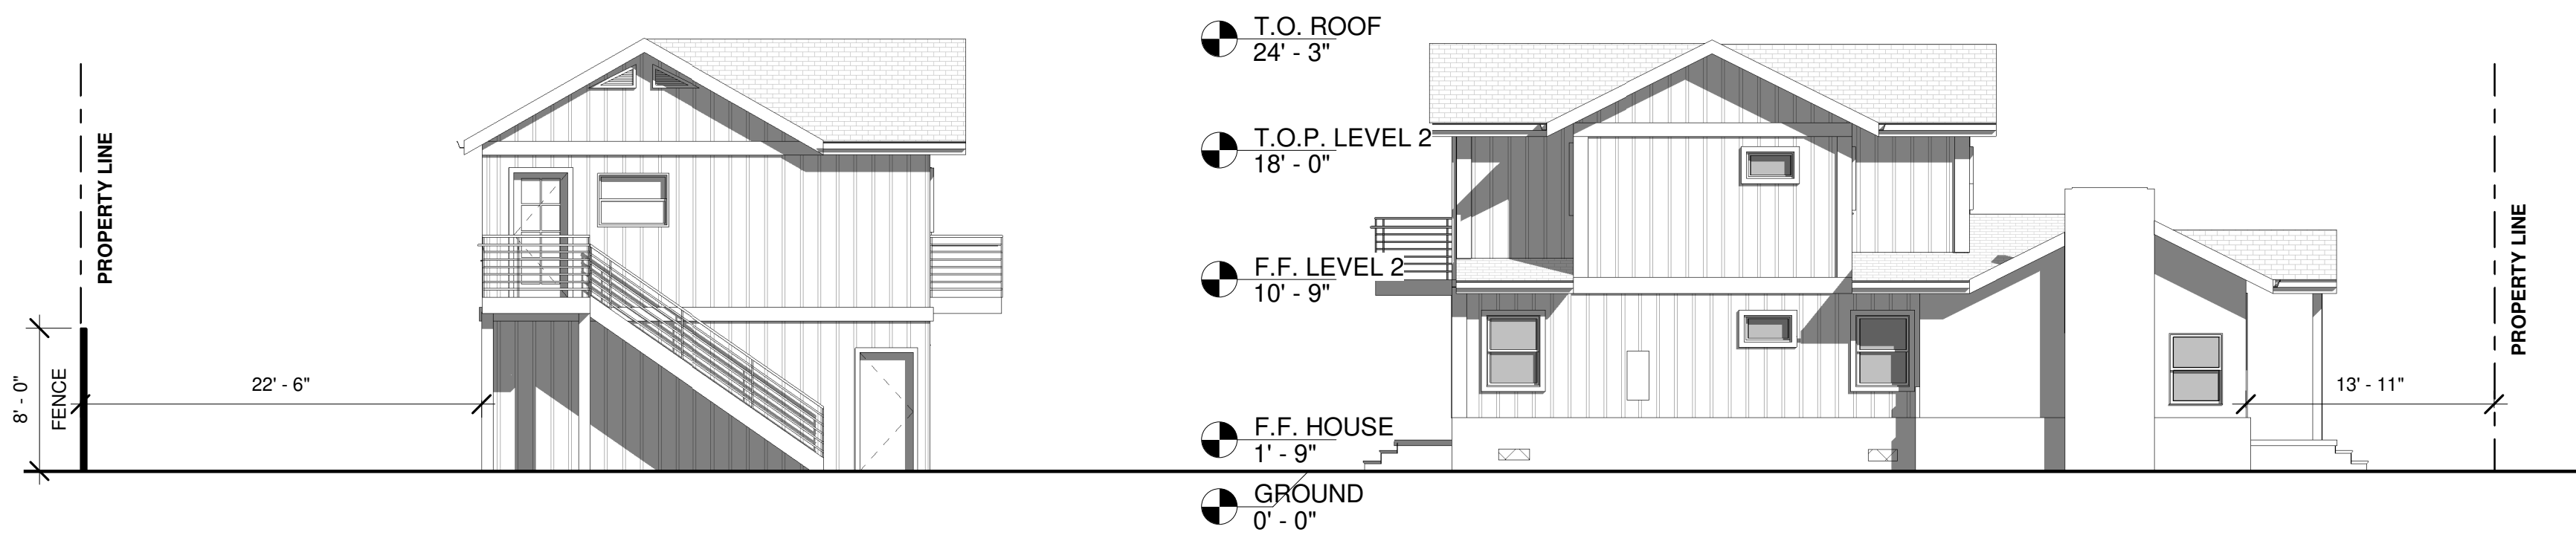 T.O. ROOF
24' - 3"
T.O.P. LEVEL 2
18' - 0"
F.F. LEVEL 2
10' - 9"
F.F. HOUSE
1' - 9"
GROUND
0' - 0"
PROPERTY LINE
8' - 0"
FENCE
22' - 6"
13' - 11"
PROPERTY LINE